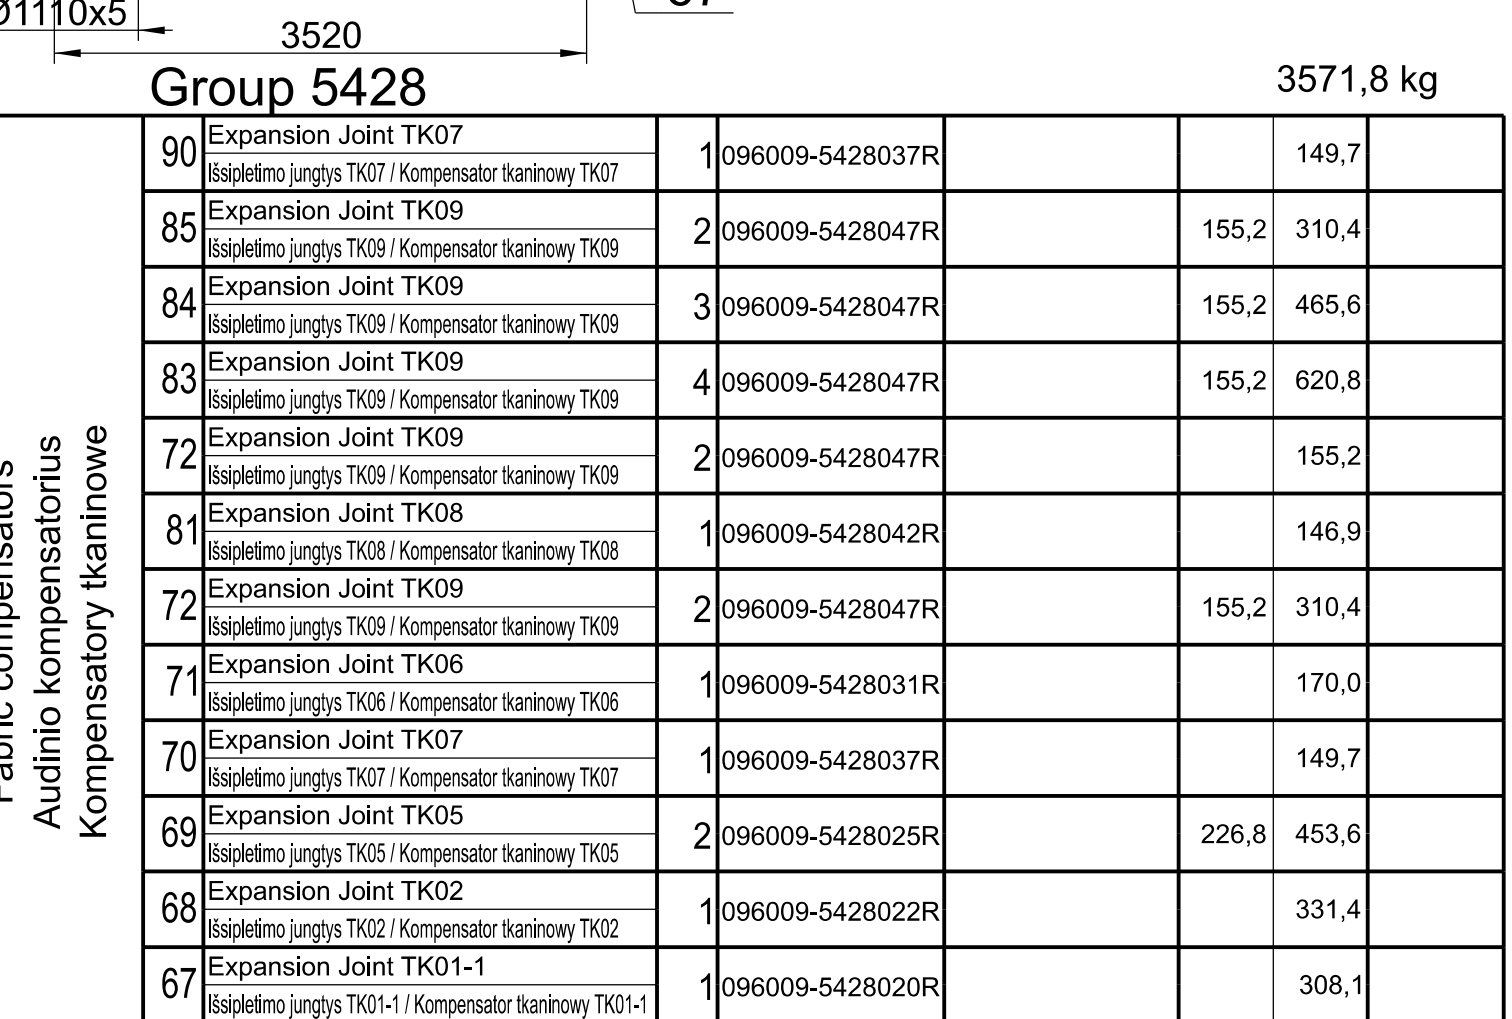 Ø1110x5
3520
Group 5428
3571,8 kg
Fabric compensators
Audinio kompensatorius
Kompensatory tkaninowe
90 Expansion Joint TK07 1 096009-5428037R 149,7
Išsipletimo jungtys TK07 / Kompensator tkaninowy TK07
85 Expansion Joint TK09 2 096009-5428047R 155,2 310,4
Išsipletimo jungtys TK09 / Kompensator tkaninowy TK09
84 Expansion Joint TK09 3 096009-5428047R 155,2 465,6
Išsipletimo jungtys TK09 / Kompensator tkaninowy TK09
83 Expansion Joint TK09 4 096009-5428047R 155,2 620,8
Išsipletimo jungtys TK09 / Kompensator tkaninowy TK09
72 Expansion Joint TK09 2 096009-5428047R 155,2
Išsipletimo jungtys TK09 / Kompensator tkaninowy TK09
81 Expansion Joint TK08 1 096009-5428042R 146,9
Išsipletimo jungtys TK08 / Kompensator tkaninowy TK08
72 Expansion Joint TK09 2 096009-5428047R 155,2 310,4
Išsipletimo jungtys TK09 / Kompensator tkaninowy TK09
71 Expansion Joint TK06 1 096009-5428031R 170,0
Išsipletimo jungtys TK06 / Kompensator tkaninowy TK06
70 Expansion Joint TK07 1 096009-5428037R 149,7
Išsipletimo jungtys TK07 / Kompensator tkaninowy TK07
69 Expansion Joint TK05 2 096009-5428025R 226,8 453,6
Išsipletimo jungtys TK05 / Kompensator tkaninowy TK05
68 Expansion Joint TK02 1 096009-5428022R 331,4
Išsipletimo jungtys TK02 / Kompensator tkaninowy TK02
67 Expansion Joint TK01-1 1 096009-5428020R 308,1
Išsipletimo jungtys TK01-1 / Kompensator tkaninowy TK01-1